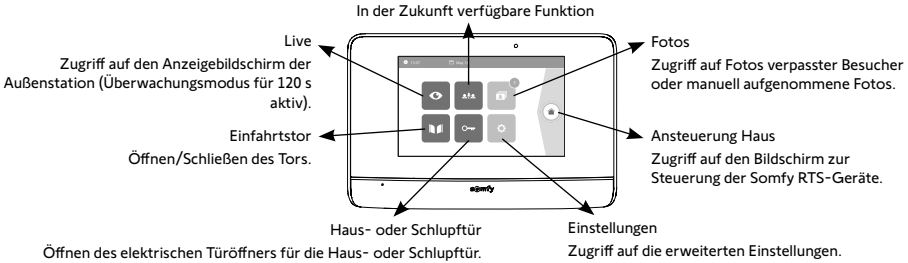 In der Zukunft verfügbare Funktion
Live
Zugriff auf den Anzeigebildschirm der
Außenstation (Überwachungsmodus für 120 s
aktiv).
Einfahrtstor
Öffnen/Schließen des Tors.
Fotos
Zugriff auf Fotos verpasster Besucher
oder manuell aufgenommene Fotos.
Ansteuerung Haus
Zugriff auf den Bildschirm zur
Steuerung der Somfy RTS-Geräte.
somfy
Haus- oder Schlupftür
Öffnen des elektrischen Türöffners für die Haus- oder Schlupftür.
Einstellungen
Zugriff auf die erweiterten Einstellungen.